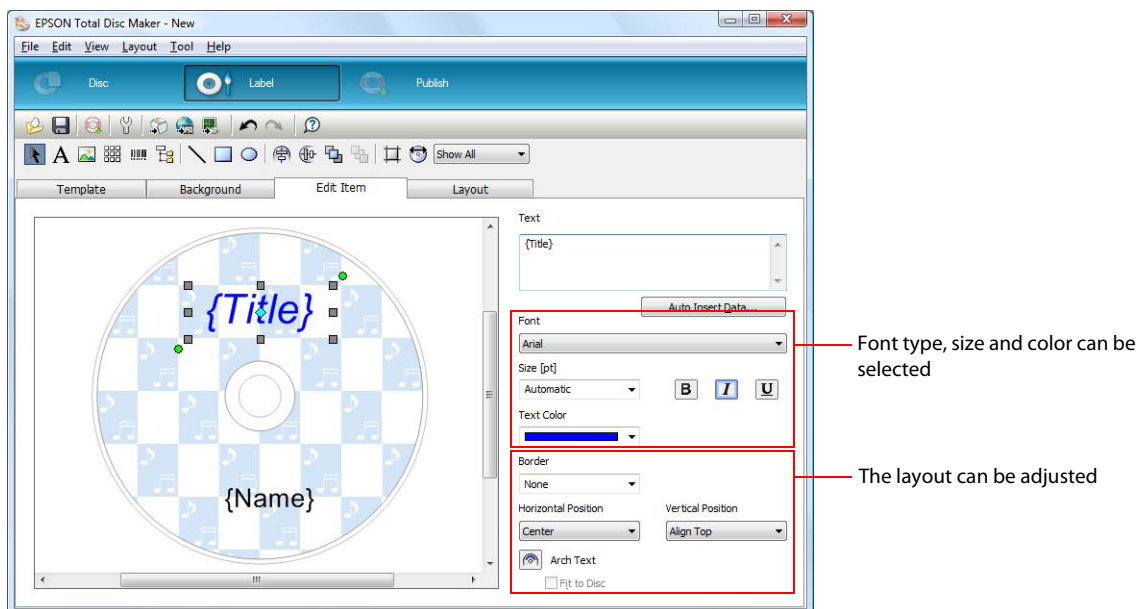 EPSON Total Disc Maker - New
File Edit View Layout Tool Help
Disc Label Publish
Show All
Template Background Edit Item Layout
Text
{Title}
Auto Insert Data...
Font
Arial
Size [pt]
Automatic B I U
Text Color
Border
None
Horizontal Position Vertical Position
Center Align Top
Arch Text
Fit to Disc
{Title}
{Name}
Font type, size and color can be
selected
The layout can be adjusted